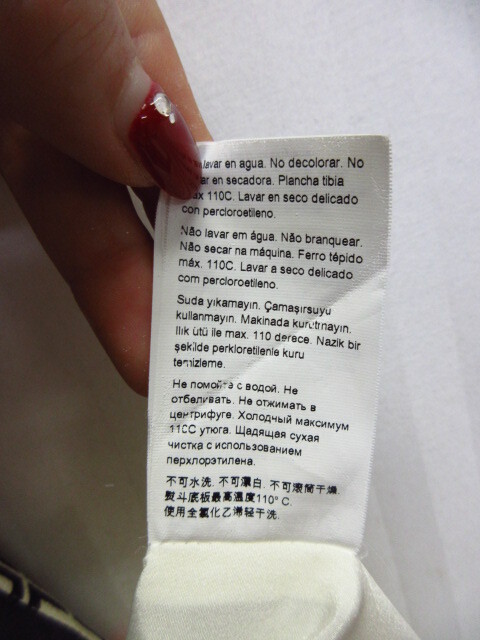 lavar en agua. No decolorar. No
en secadora. Plancha tibia
110C. Lavar en seco delicado
con percloroetileno.
Não lavar em água. Não branquear.
Não secar na máquina. Ferro tépido
máx. 110C. Lavar a seco delicado
com percloroetileno.
Suda yıkamayın. Çamaşırsuyu
kullanmayın. Makinada kurutmayın.
Ilık ütü ile max. 110 derece. Nazik bir
şekilde perkloretilenle kuru
temizleme.
Не помойте с водой. Не
отбеливать. Не отжимать в
центрифуге. Холодный максимум
110C утюга. Щадящая сухая
чистка с использованием
перхлорэтилена.
不可水洗. 不可漂白. 不可滾筒干燥.
熨斗底板最高温度110° C.
使用全氯化乙烯轻干洗.